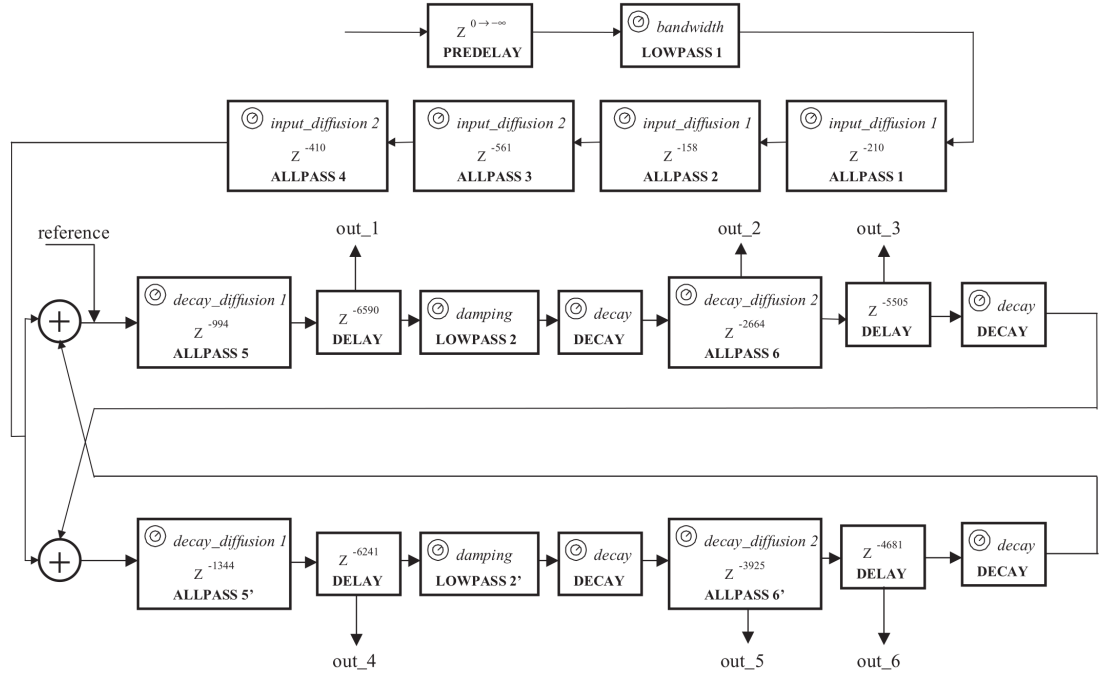 Z 0→-∞
PREDELAY
bandwidth
LOWPASS 1
input_diffusion 2
Z -410
ALLPASS 4
input_diffusion 2
Z -561
ALLPASS 3
input_diffusion 1
Z -158
ALLPASS 2
input_diffusion 1
Z -210
ALLPASS 1
reference
out_1
out_2
out_3
+
decay_diffusion 1
Z -994
ALLPASS 5
Z -6590
DELAY
damping
LOWPASS 2
decay
DECAY
decay_diffusion 2
Z -2664
ALLPASS 6
Z -5505
DELAY
decay
DECAY
+
decay_diffusion 1
Z -1344
ALLPASS 5'
Z -6241
DELAY
damping
LOWPASS 2'
decay
DECAY
decay_diffusion 2
Z -3925
ALLPASS 6'
Z -4681
DELAY
decay
DECAY
out_4
out_5
out_6